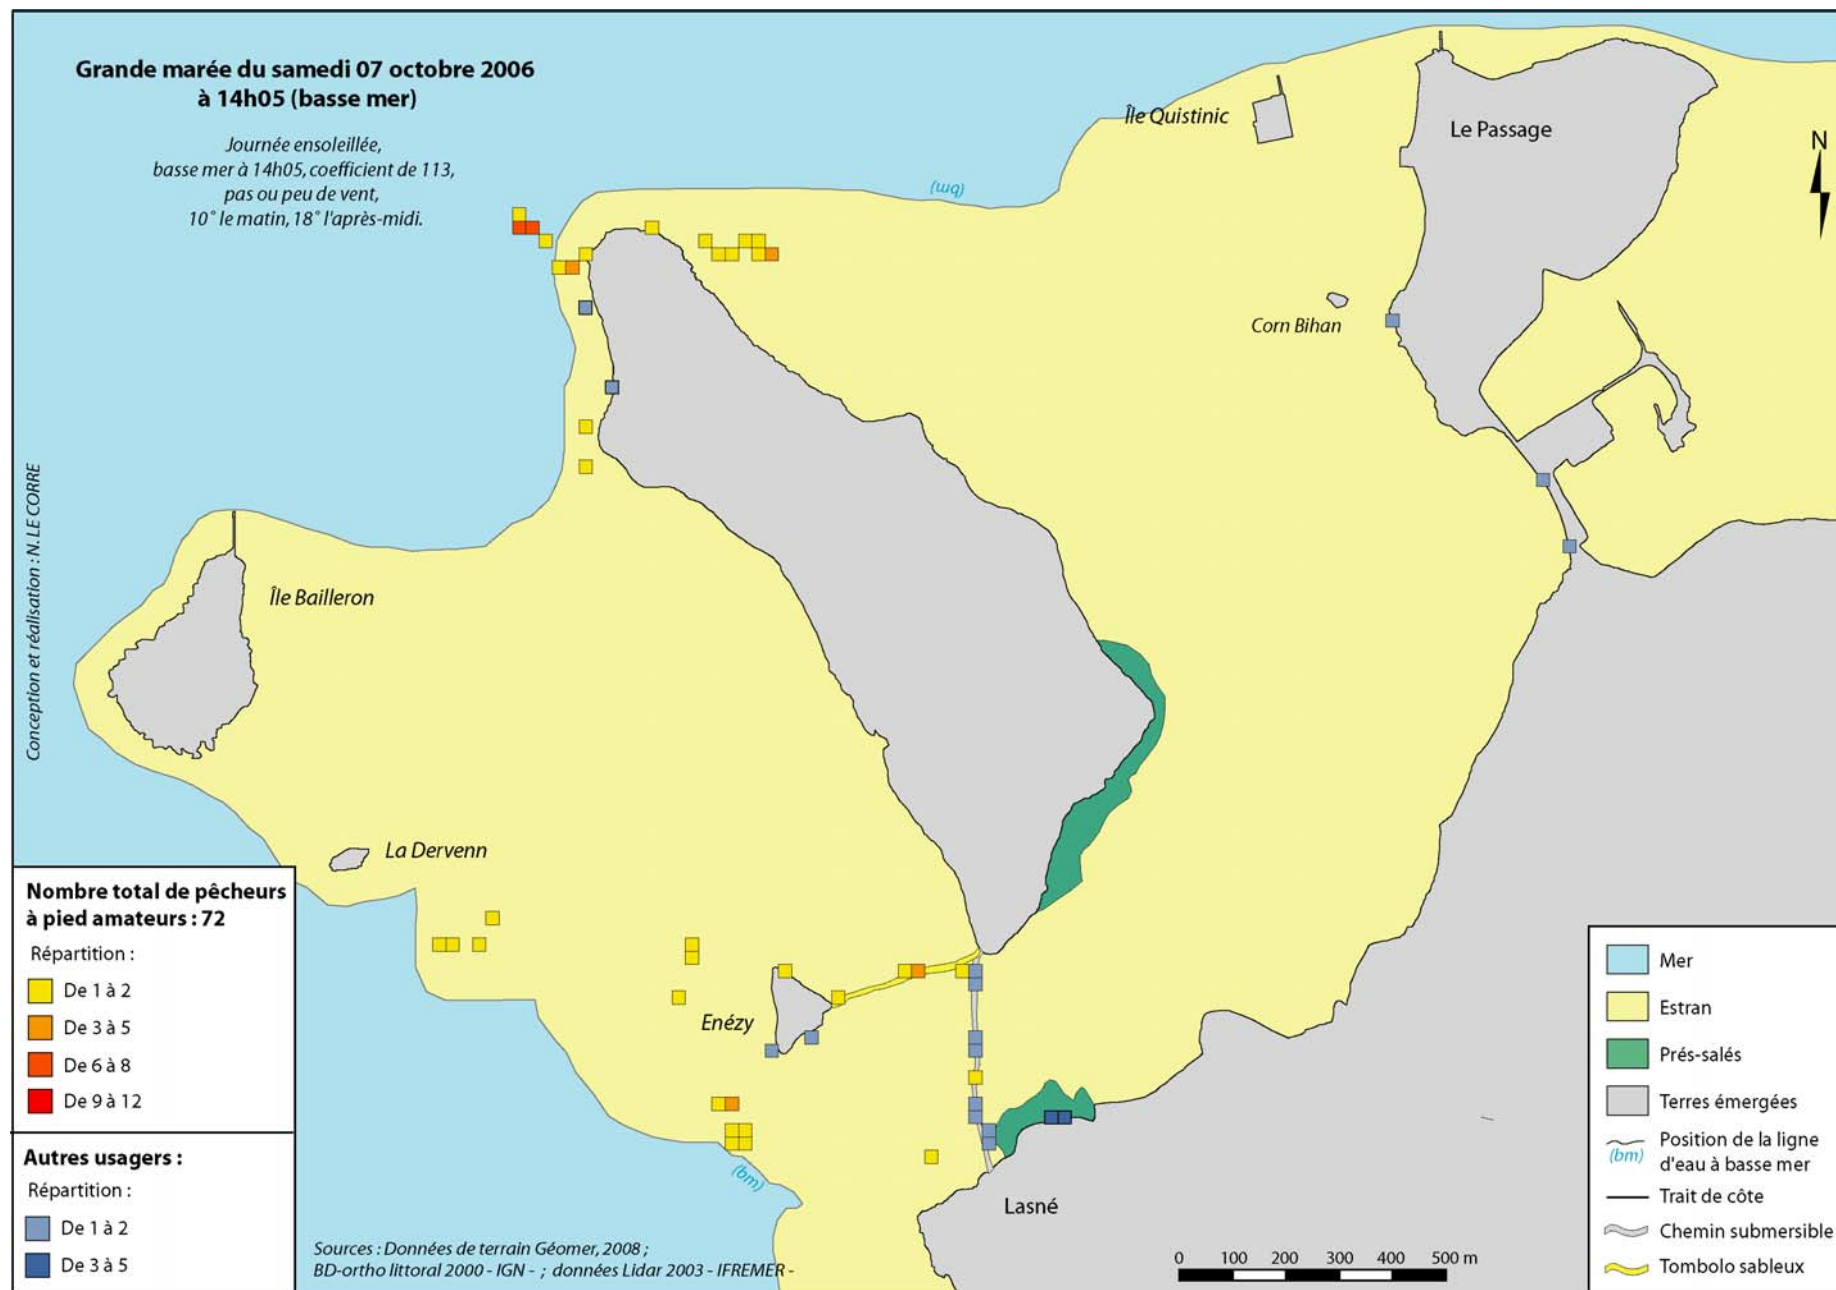 Grande marée du samedi 07 octobre 2006
à 14h05 (basse mer)
Journée ensoleillée,
basse mer à 14h05, coefficient de 113,
pas ou peu de vent,
10° le matin, 18° l'après-midi.
Île Quistinic
Le Passage
N
(bm)
Corn Bihan
Conception et réalisation : N. LE CORRE
Île Bailleron
La Dervenn
Enézy
(bm)
Lasné
Nombre total de pêcheurs
à pied amateurs : 72
Répartition :
De 1 à 2
De 3 à 5
De 6 à 8
De 9 à 12
Autres usagers :
Répartition :
De 1 à 2
De 3 à 5
Sources : Données de terrain Géomer, 2008 ;
BD-ortho littoral 2000 - IGN - ; données Lidar 2003 - IFREMER -
0 100 200 300 400 500 m
Mer
Estran
Prés-salés
Terres émergées
(bm) Position de la ligne
d'eau à basse mer
Trait de côte
Chemin submersible
Tombolo sableux